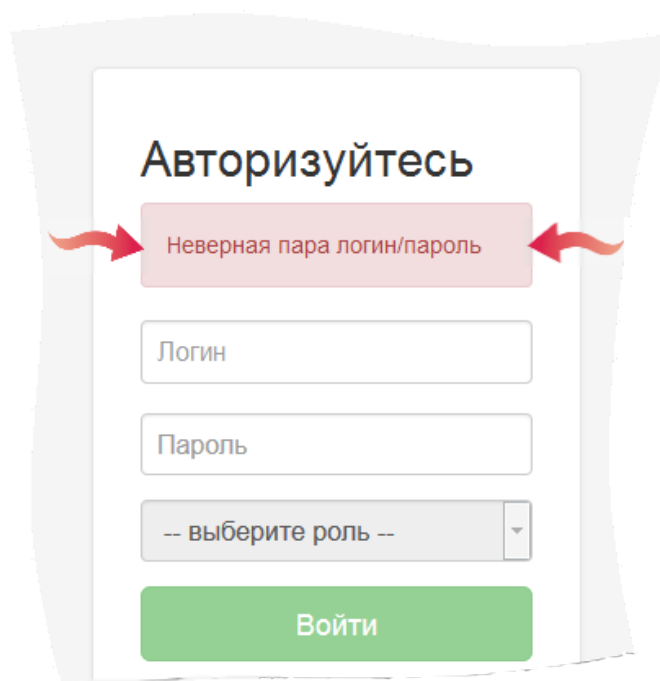 Авторизуйтесь
Неверная пара логин/пароль
Логин
Пароль
-- выберите роль --
Войти